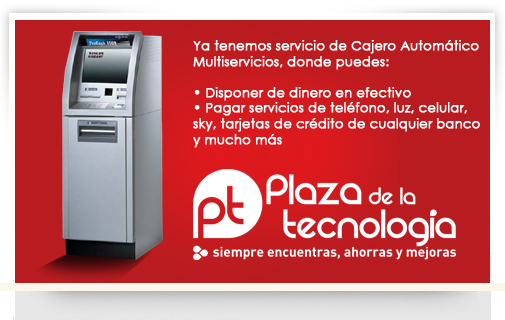 Ya tenemos servicio de Cajero Automático
Multiservicios, donde puedes:
• Disponer de dinero en efectivo
• Pagar servicios de teléfono, luz, celular,
sky, tarjetas de crédito de cualquier banco
y mucho más
pt
Plaza de la
tecnología
siempre encuentras, ahorras y mejoras